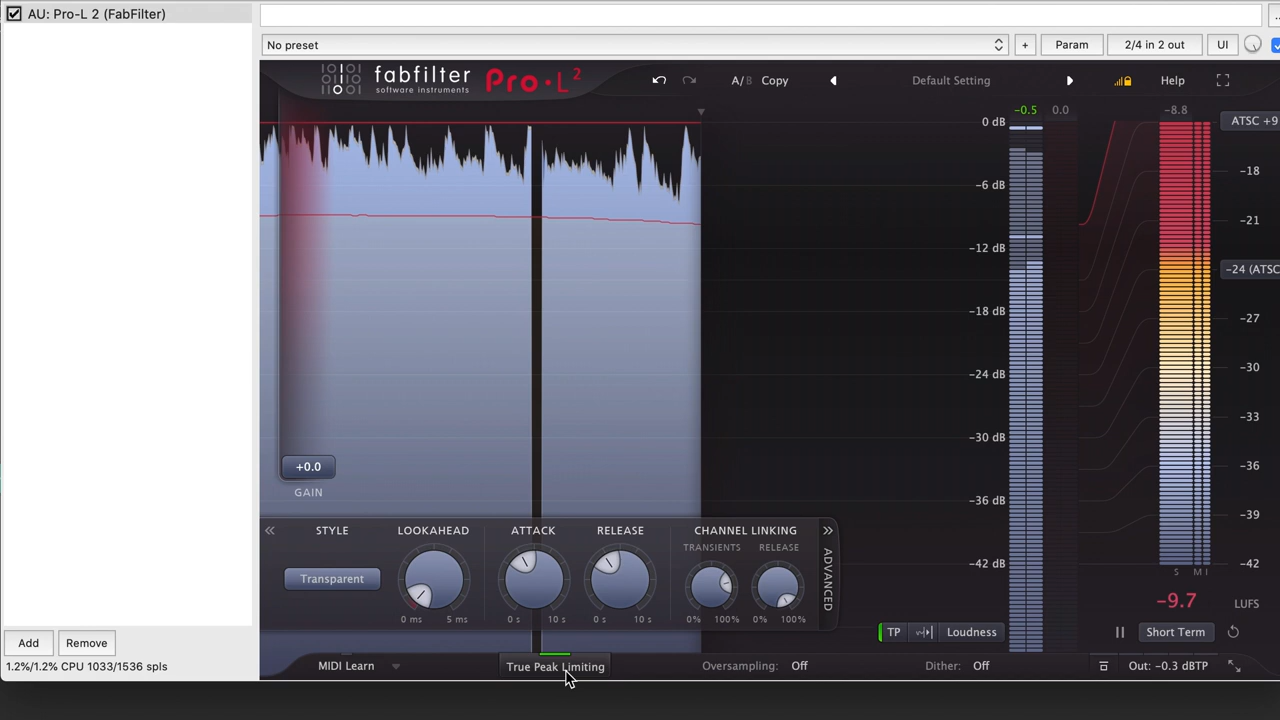 AU: Pro-L 2 (FabFilter)
No preset
+
Param
2/4 in 2 out
UI
fabfilter
software instruments
Pro·L 2
A/B
Copy
Default Setting
Help
-0.5
0.0
-8.8
0 dB
-6 dB
-12 dB
-18 dB
-24 dB
-30 dB
-36 dB
-42 dB
ATSC +9
-18
-21
-24 (ATSC
-27
-30
-33
-36
-39
-42
S M I
-9.7
LUFS
+0.0
GAIN
STYLE
LOOKAHEAD
ATTACK
RELEASE
CHANNEL LINKING
TRANSIENTS
RELEASE
Transparent
0 ms
5 ms
0 s
10 s
0 s
10 s
0%
100%
0%
100%
ADVANCED
TP
Loudness
Short Term
Add
Remove
1.2%/1.2% CPU 1033/1536 spls
MIDI Learn
True Peak Limiting
Oversampling: Off
Dither: Off
Out: -0.3 dBTP